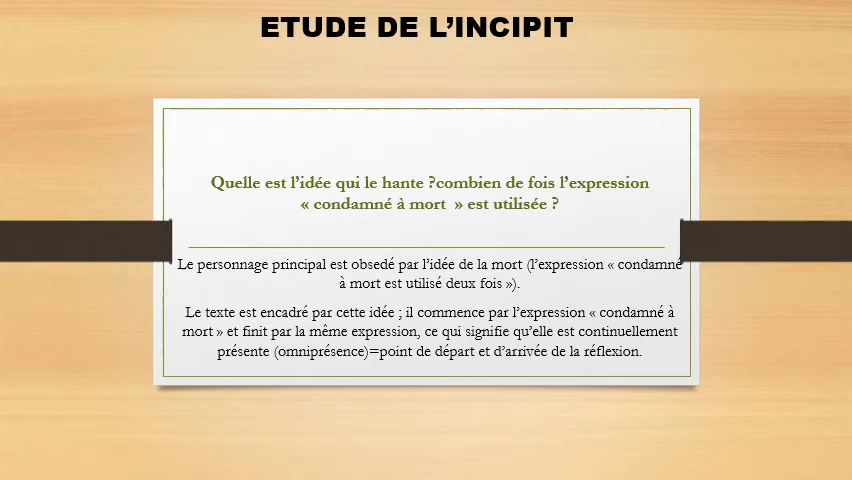 ETUDE DE L’INCIPIT
Quelle est l’idée qui le hante ?combien de fois l’expression
« condamné à mort  » est utilisée ?
Le personnage principal est obsedé par l’idée de la mort (l’expression « condamné
à mort est utilisé deux fois »).
Le texte est encadré par cette idée ; il commence par l’expression « condamné à
mort » et finit par la même expression, ce qui signifie qu’elle est continuellement
présente (omniprésence)=point de départ et d’arrivée de la réflexion.